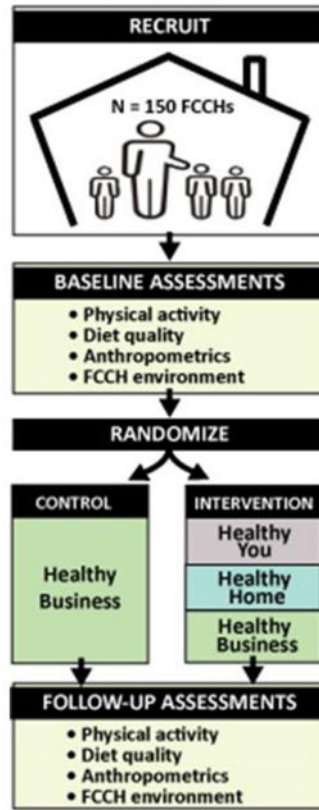 RECRUIT
N = 150 FCCHs
BASELINE ASSESSMENTS
• Physical activity
• Diet quality
• Anthropometrics
• FCCH environment
RANDOMIZE
CONTROL
Healthy
Business
INTERVENTION
Healthy
You
Healthy
Home
Healthy
Business
FOLLOW-UP ASSESSMENTS
• Physical activity
• Diet quality
• Anthropometrics
• FCCH environment